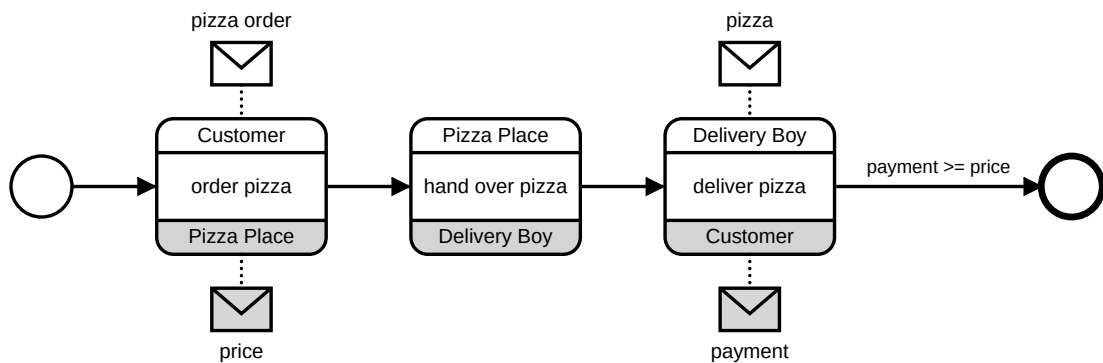 pizza order
pizza
Customer
Pizza Place
Delivery Boy
order pizza
hand over pizza
deliver pizza
payment >= price
Pizza Place
Delivery Boy
Customer
price
payment